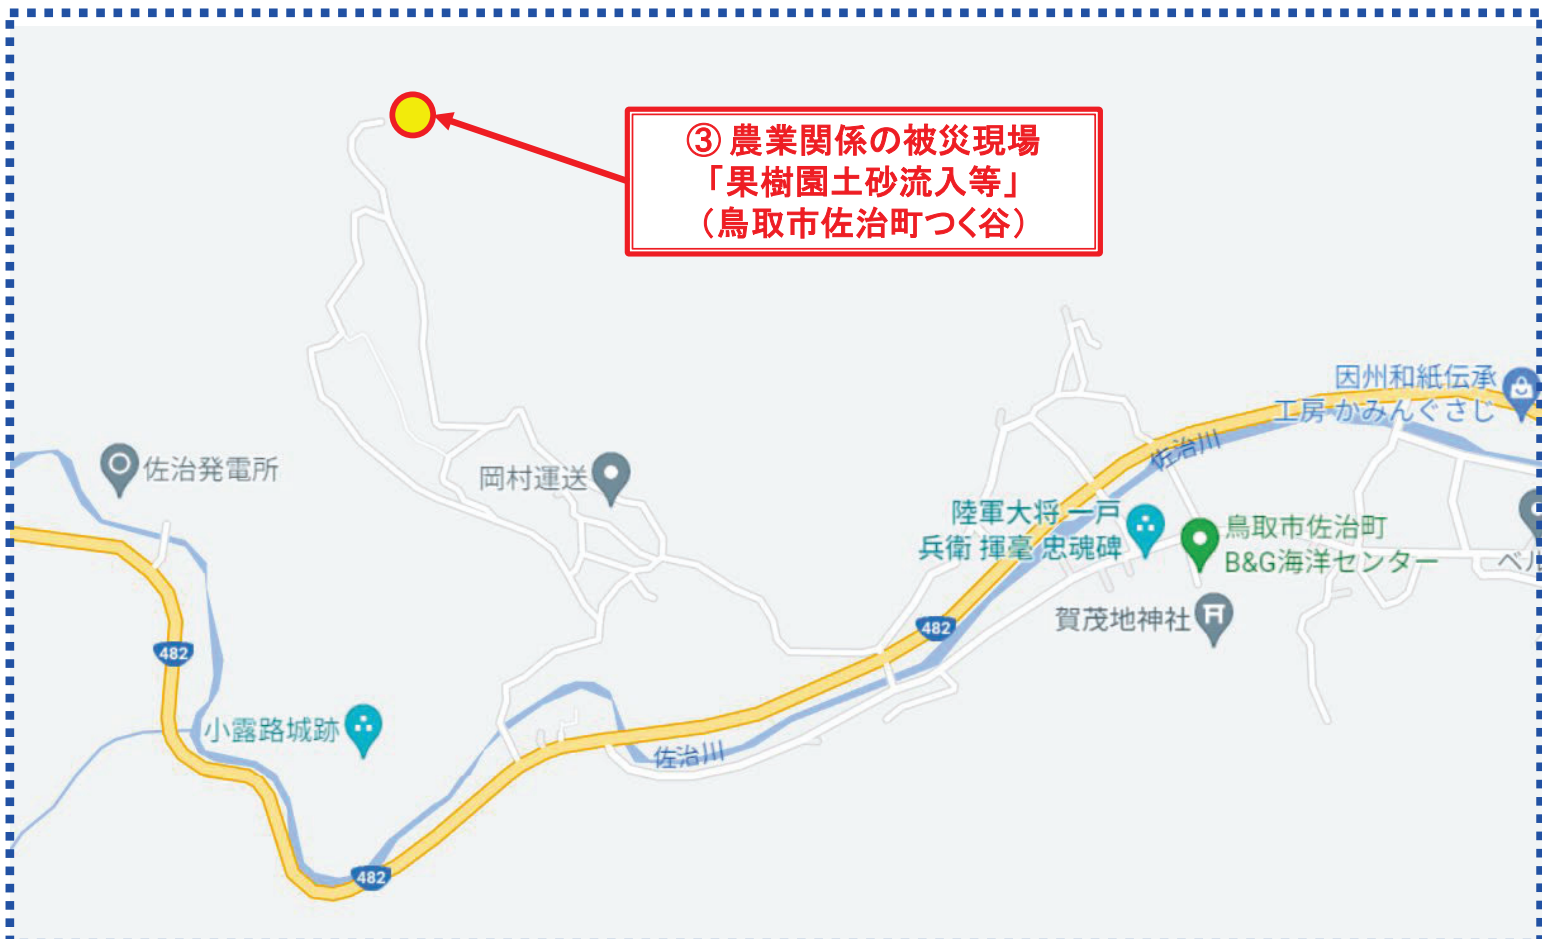 ③ 農業関係の被災現場
「果樹園土砂流入等」
（鳥取市佐治町つく谷）
因州和紙伝承
工房 かみんぐさじ
佐治川
佐治発電所
岡村運送
陸軍大将 一戸
兵衛 揮毫 忠魂碑
鳥取市佐治町
B&G海洋センター
ベル
賀茂地神社
482
482
小露路城跡
佐治川
482